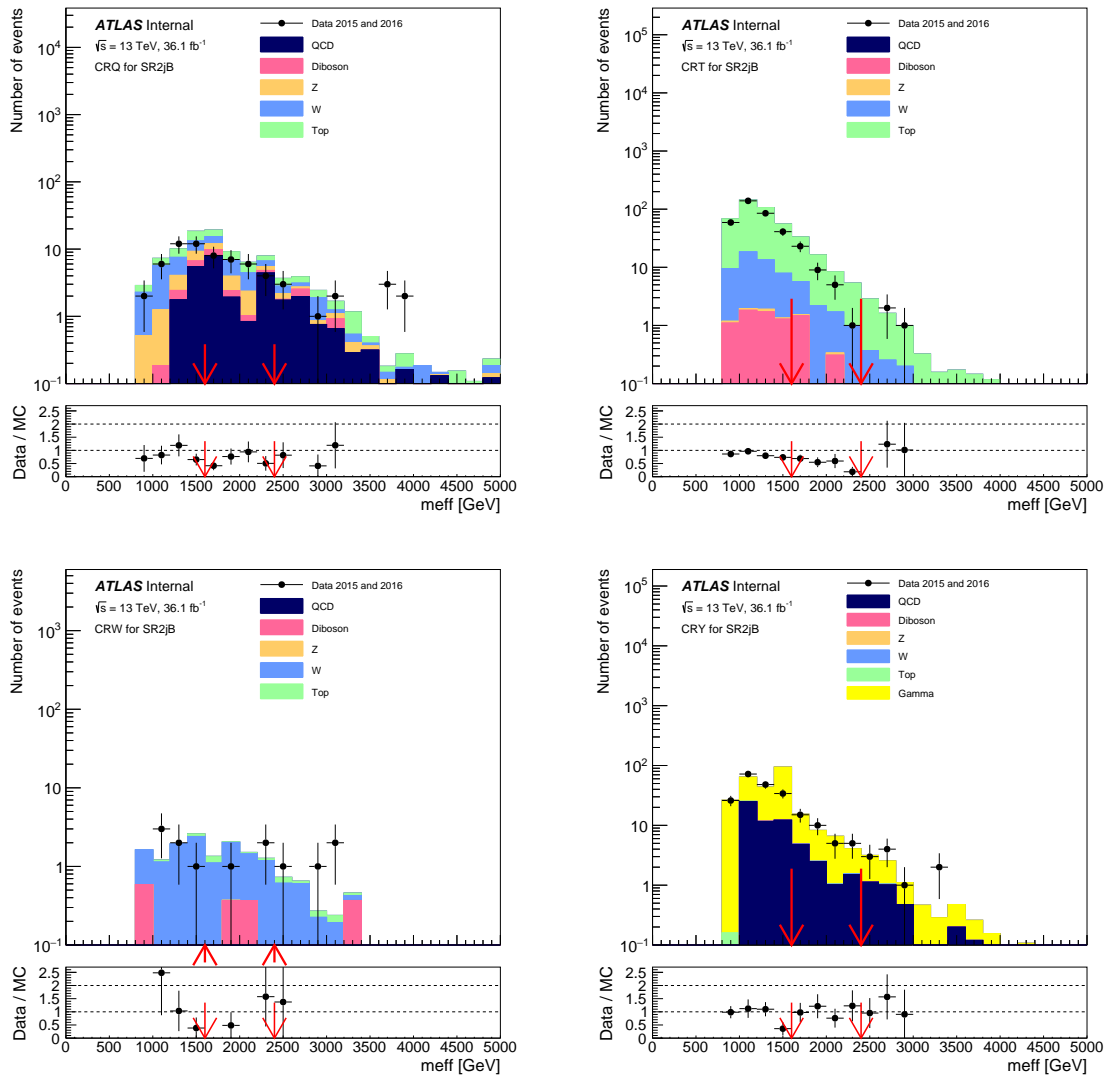 ATLAS Internal
√s = 13 TeV, 36.1 fb⁻¹
CRQ for SR2jB
Data 2015 and 2016
QCD
Diboson
Z
W
Top
Number of events
10⁴
10³
10²
10
1
10⁻¹
Data / MC
2.5
2
1.5
1
0.5
0
0 500 1000 1500 2000 2500 3000 3500 4000 4500 5000
meff [GeV]
ATLAS Internal
√s = 13 TeV, 36.1 fb⁻¹
CRT for SR2jB
Data 2015 and 2016
QCD
Diboson
Z
W
Top
Number of events
10⁵
10⁴
10³
10²
10
1
10⁻¹
Data / MC
2.5
2
1.5
1
0.5
0
0 500 1000 1500 2000 2500 3000 3500 4000 4500 5000
meff [GeV]
ATLAS Internal
√s = 13 TeV, 36.1 fb⁻¹
CRW for SR2jB
Data 2015 and 2016
QCD
Diboson
Z
W
Top
Number of events
10³
10²
10
1
10⁻¹
Data / MC
2.5
2
1.5
1
0.5
0
0 500 1000 1500 2000 2500 3000 3500 4000 4500 5000
meff [GeV]
ATLAS Internal
√s = 13 TeV, 36.1 fb⁻¹
CRY for SR2jB
Data 2015 and 2016
QCD
Diboson
Z
W
Top
Gamma
Number of events
10⁵
10⁴
10³
10²
10
1
10⁻¹
Data / MC
2.5
2
1.5
1
0.5
0
0 500 1000 1500 2000 2500 3000 3500 4000 4500 5000
meff [GeV]